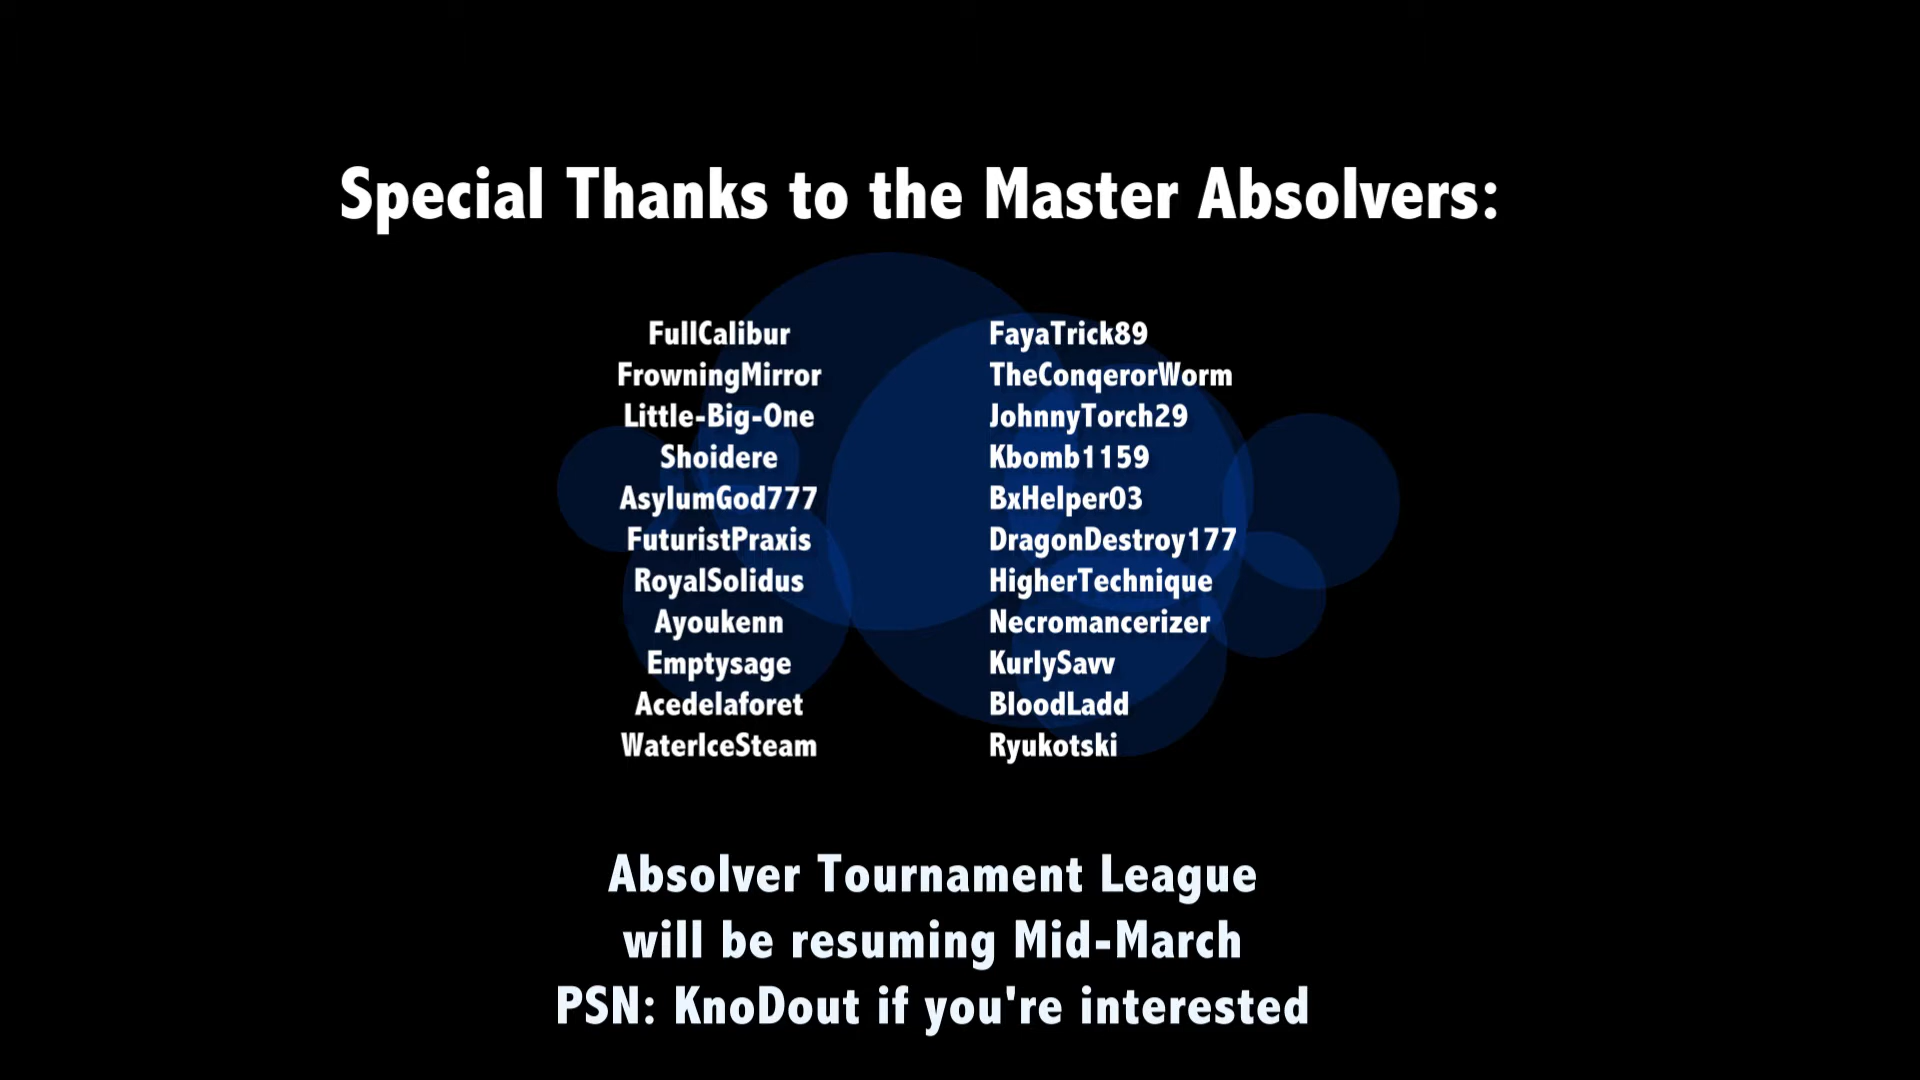 Special Thanks to the Master Absolvers:
FullCalibur
FrowningMirror
Little-Big-One
Shoidere
AsylumGod777
FuturistPraxis
RoyalSolidus
Ayoukenn
Emptysage
Acedelaforet
WaterIceSteam
FayaTrick89
TheConqerorWorm
JohnnyTorch29
Kbomb1159
BxHelper03
DragonDestroy177
HigherTechnique
Necromancerizer
KurlySavv
BloodLadd
Ryukotski
Absolver Tournament League
will be resuming Mid-March
PSN: KnoDout if you're interested